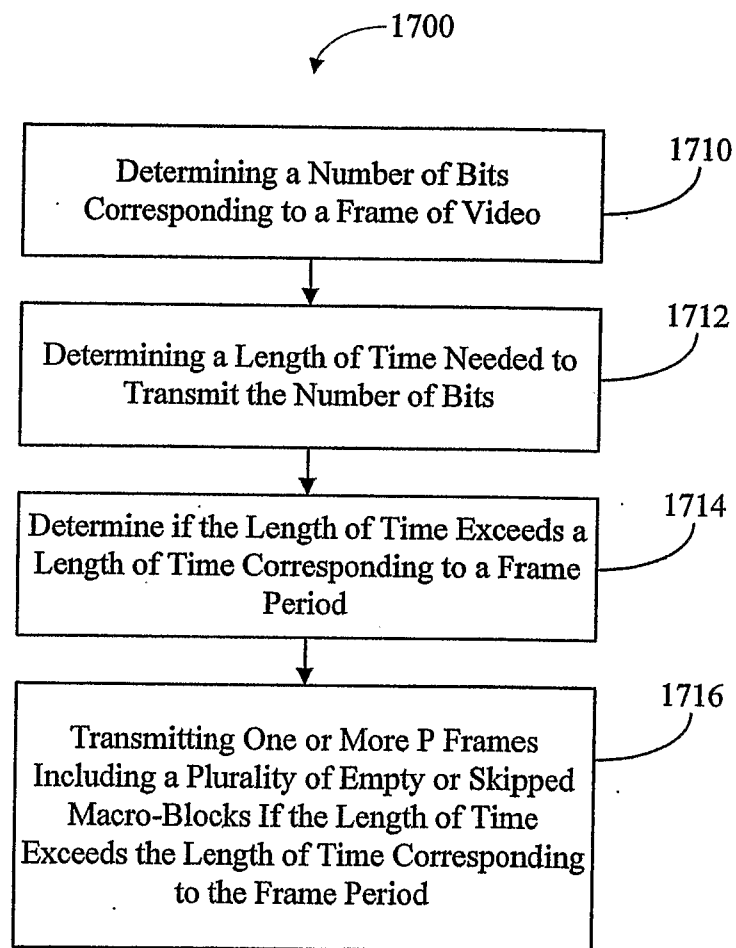 1700
Determining a Number of Bits
Corresponding to a Frame of Video
1710
Determining a Length of Time Needed to
Transmit the Number of Bits
1712
Determine if the Length of Time Exceeds a
Length of Time Corresponding to a Frame
Period
1714
Transmitting One or More P Frames
Including a Plurality of Empty or Skipped
Macro-Blocks If the Length of Time
Exceeds the Length of Time Corresponding
to the Frame Period
1716